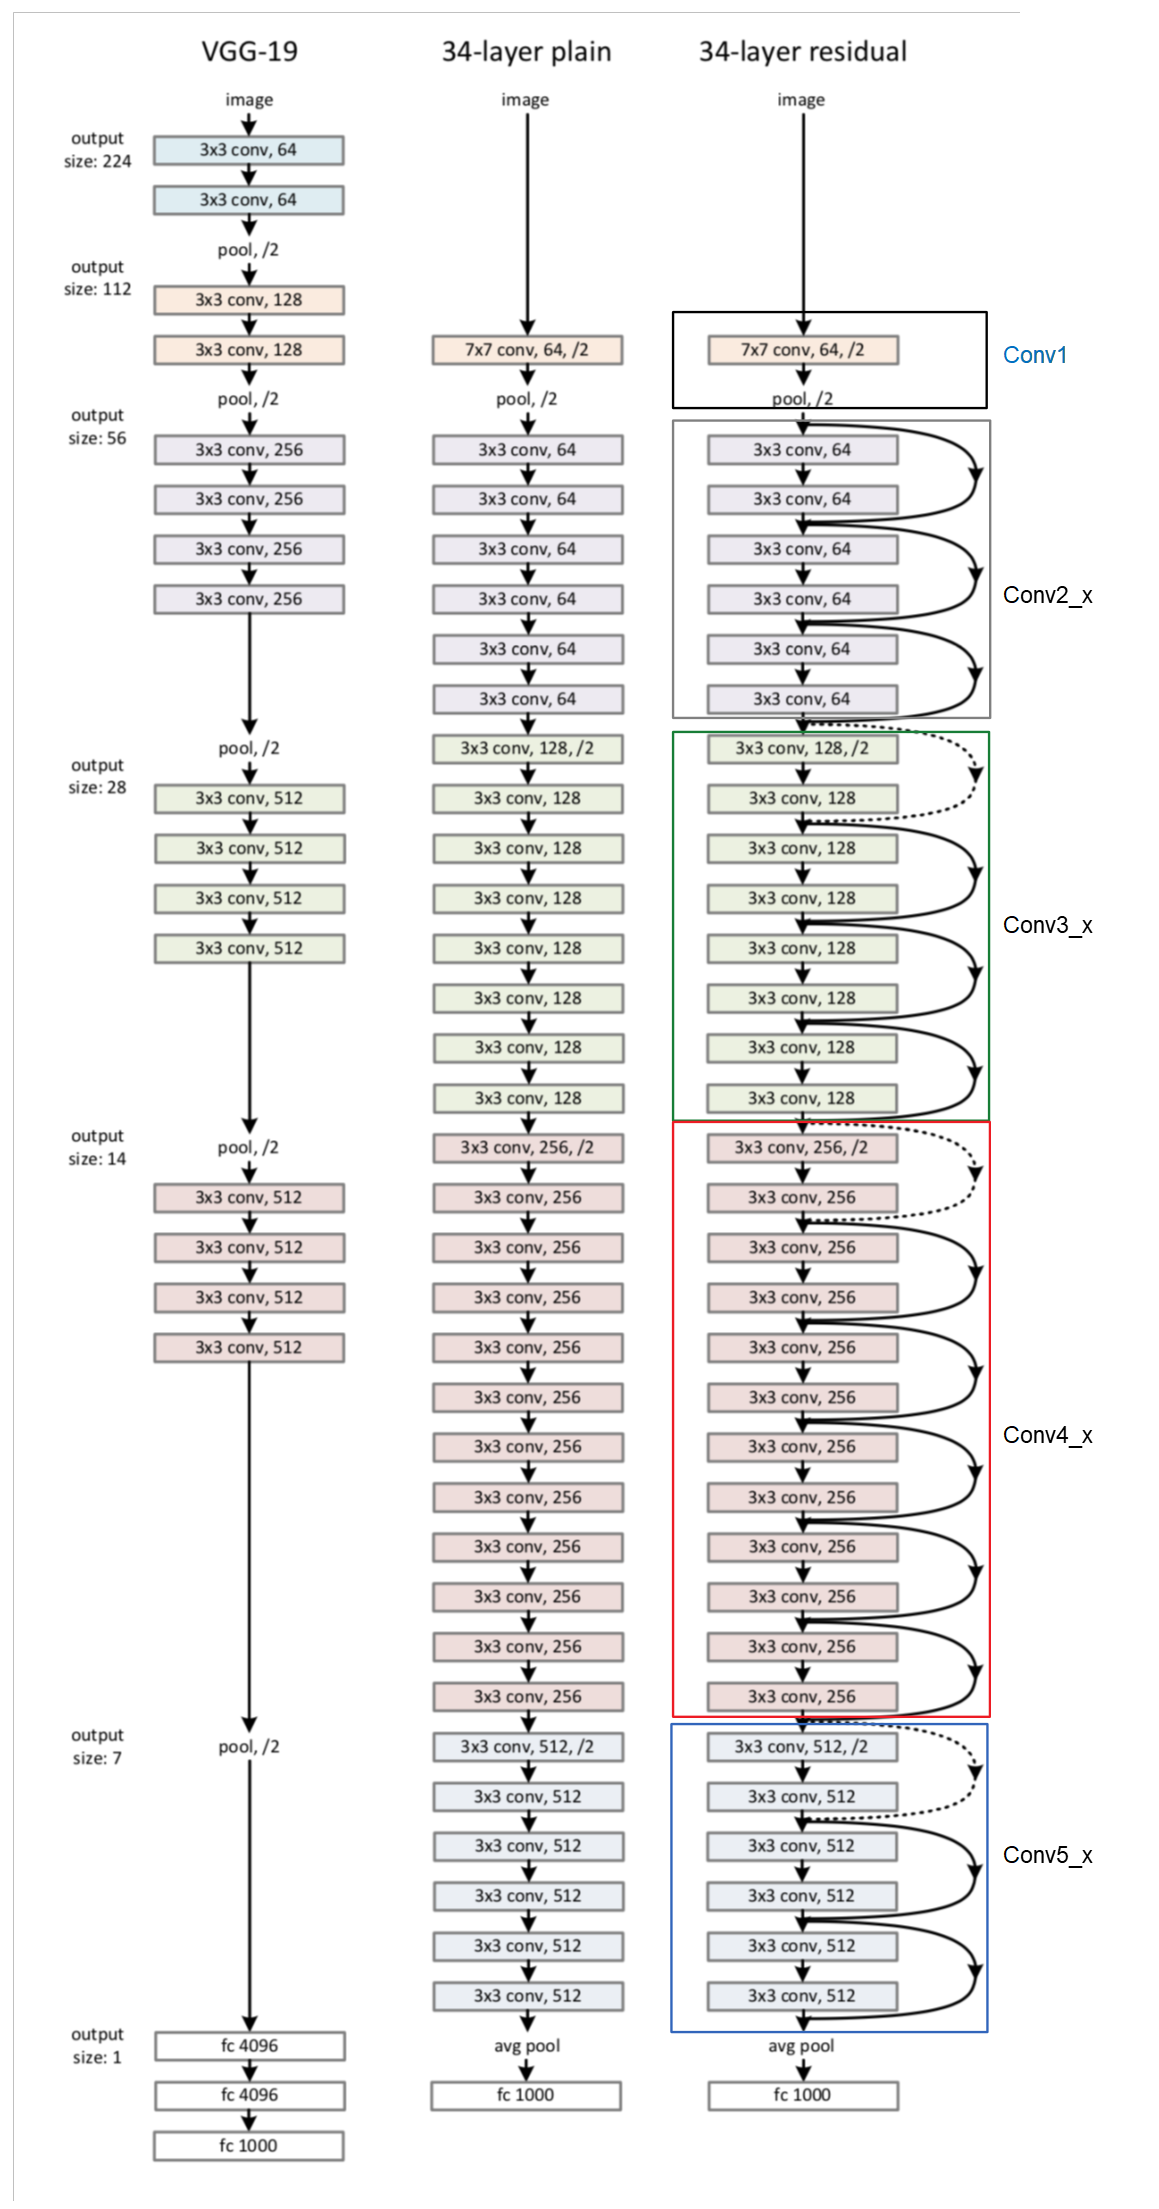 VGG-19
34-layer plain
34-layer residual
image
image
image
output
size: 224
3x3 conv, 64
3x3 conv, 64
pool, /2
output
size: 112
3x3 conv, 128
3x3 conv, 128
7x7 conv, 64, /2
7x7 conv, 64, /2
Conv1
pool, /2
pool, /2
pool, /2
output
size: 56
3x3 conv, 256
3x3 conv, 64
3x3 conv, 64
3x3 conv, 256
3x3 conv, 64
3x3 conv, 64
3x3 conv, 256
3x3 conv, 64
3x3 conv, 64
3x3 conv, 256
3x3 conv, 64
3x3 conv, 64
Conv2_x
3x3 conv, 64
3x3 conv, 64
3x3 conv, 64
3x3 conv, 64
pool, /2
3x3 conv, 128, /2
3x3 conv, 128, /2
output
size: 28
3x3 conv, 512
3x3 conv, 128
3x3 conv, 128
3x3 conv, 512
3x3 conv, 128
3x3 conv, 128
3x3 conv, 512
3x3 conv, 128
3x3 conv, 128
Conv3_x
3x3 conv, 512
3x3 conv, 128
3x3 conv, 128
3x3 conv, 128
3x3 conv, 128
3x3 conv, 128
3x3 conv, 128
3x3 conv, 128
3x3 conv, 128
output
size: 14
pool, /2
3x3 conv, 256, /2
3x3 conv, 256, /2
3x3 conv, 512
3x3 conv, 256
3x3 conv, 256
3x3 conv, 512
3x3 conv, 256
3x3 conv, 256
3x3 conv, 512
3x3 conv, 256
3x3 conv, 256
3x3 conv, 512
3x3 conv, 256
3x3 conv, 256
3x3 conv, 256
3x3 conv, 256
Conv4_x
3x3 conv, 256
3x3 conv, 256
3x3 conv, 256
3x3 conv, 256
3x3 conv, 256
3x3 conv, 256
3x3 conv, 256
3x3 conv, 256
3x3 conv, 256
3x3 conv, 256
3x3 conv, 256
3x3 conv, 256
output
size: 7
pool, /2
3x3 conv, 512, /2
3x3 conv, 512, /2
3x3 conv, 512
3x3 conv, 512
3x3 conv, 512
3x3 conv, 512
Conv5_x
3x3 conv, 512
3x3 conv, 512
3x3 conv, 512
3x3 conv, 512
3x3 conv, 512
3x3 conv, 512
output
size: 1
fc 4096
avg pool
avg pool
fc 4096
fc 1000
fc 1000
fc 1000